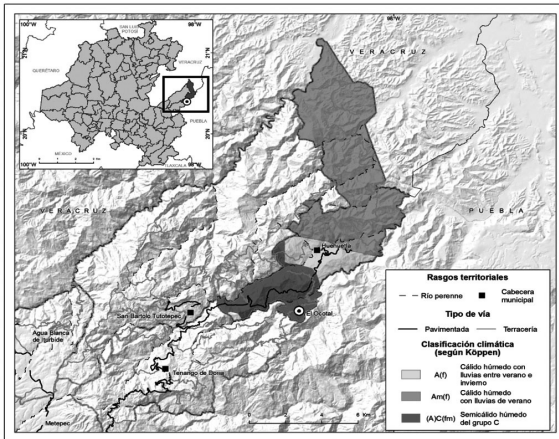 100°W
98°W
SAN LUIS
POTOSÍ
VERACRUZ
21°N
QUERÉTARO
PUEBLA
20°N
MÉXICO
TLAXCALA
98°W
98°W
VERACRUZ
VERACRUZ
PUEBLA
Huehuetla
San Bartolo Tutotepec
El Ocotal
Agua Blanca
de Iturbide
Tenango de Doria
Metepec
0
2
4
6 Km
Rasgos territoriales
Río perenne
Cabecera
municipal
Tipo de vía
Pavimentada
Terracería
Clasificación climática
(según Köppen)
A(f)
Cálido húmedo con
lluvias entre verano e
invierno
Am(f)
Cálido húmedo
con lluvias de verano
(A)C(fm)
Semicálido húmedo
del grupo C